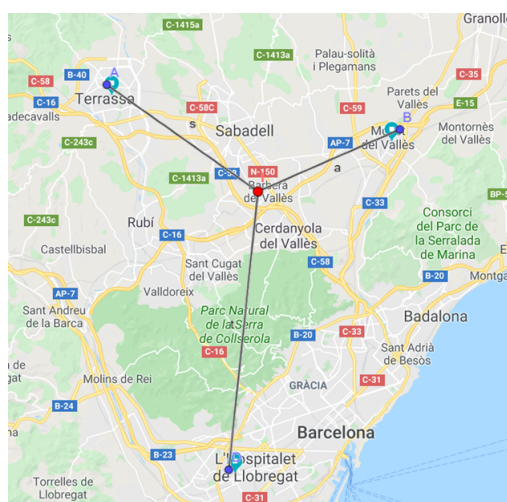 C-1415a
Granollers
C-58
B-40
A
C-1413a
Palau-solità
i Plegamans
C-35
Terrassa
C-16
C-58C
C-59
Parets del
Vallès
E-15
s
Sabadell
AP-7
B
del Vallès
Montornès
del Vallès
C-243c
C-58
N-150
a
C-1413a
del Vallès
C-33
BP-5
C-243c
Rubí
C-16
Cerdanyola
del Vallès
Consorci
del Parc de
la Serralada
de Marina
Castellbisbal
Sant Cugat
del Vallès
C-58
B-20
AP-7
Valldoreix
Sant Andreu
de la Barca
Parc Natural
de la Serra
de Collserola
B-20
C-33
Badalona
C-16
Sant Adrià
de Besòs
Molins de Rei
GRÀCIA
C-31
B-24
Barcelona
B-23
L'Hospitalet
de Llobregat
Torrelles de
Llobregat
C-31